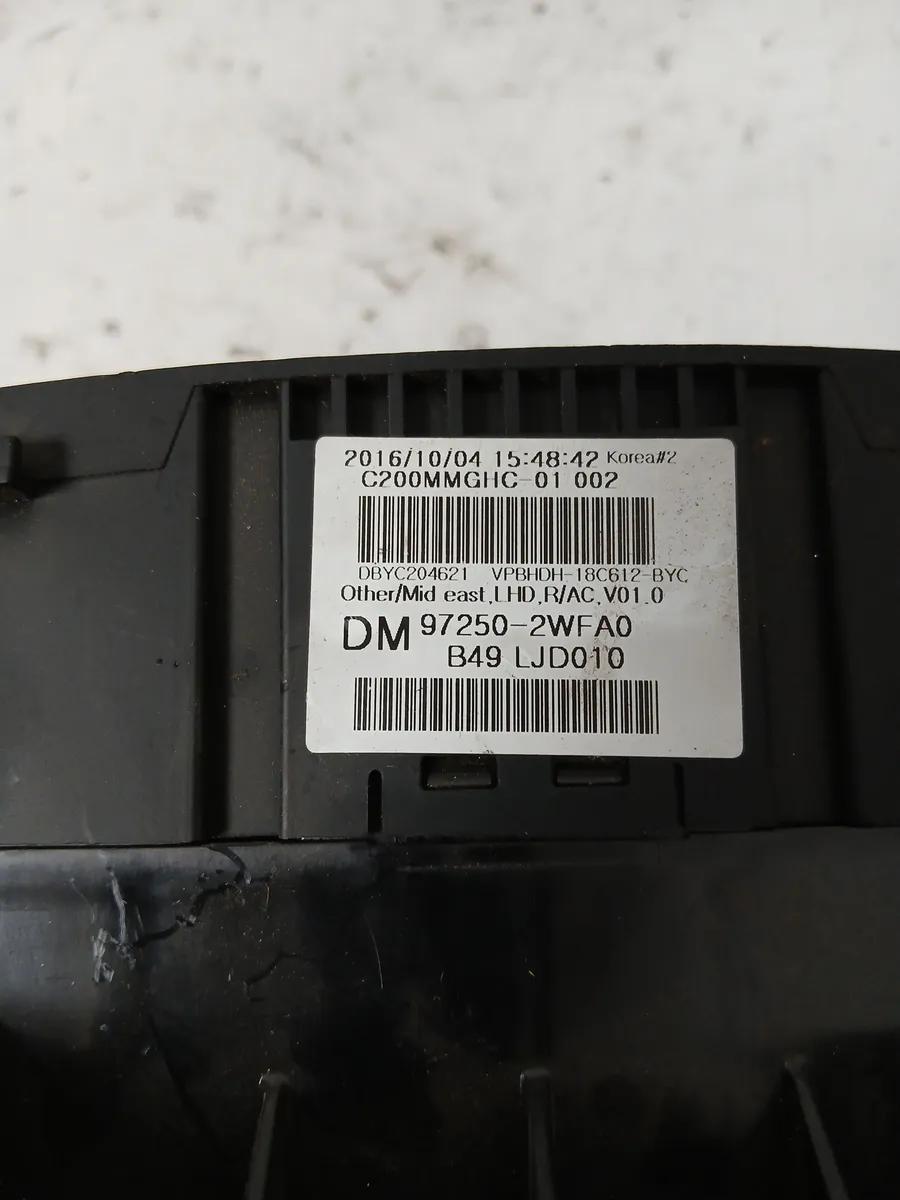 2016/10/04 15:48:42 Korea#2
C200MMGHC-01 002
DBYC204621 VPBHDH-18C612-BYC
Other/Mid east,LHD,R/AC,V01.0
DM 97250-2WFA0
B49 LJD010